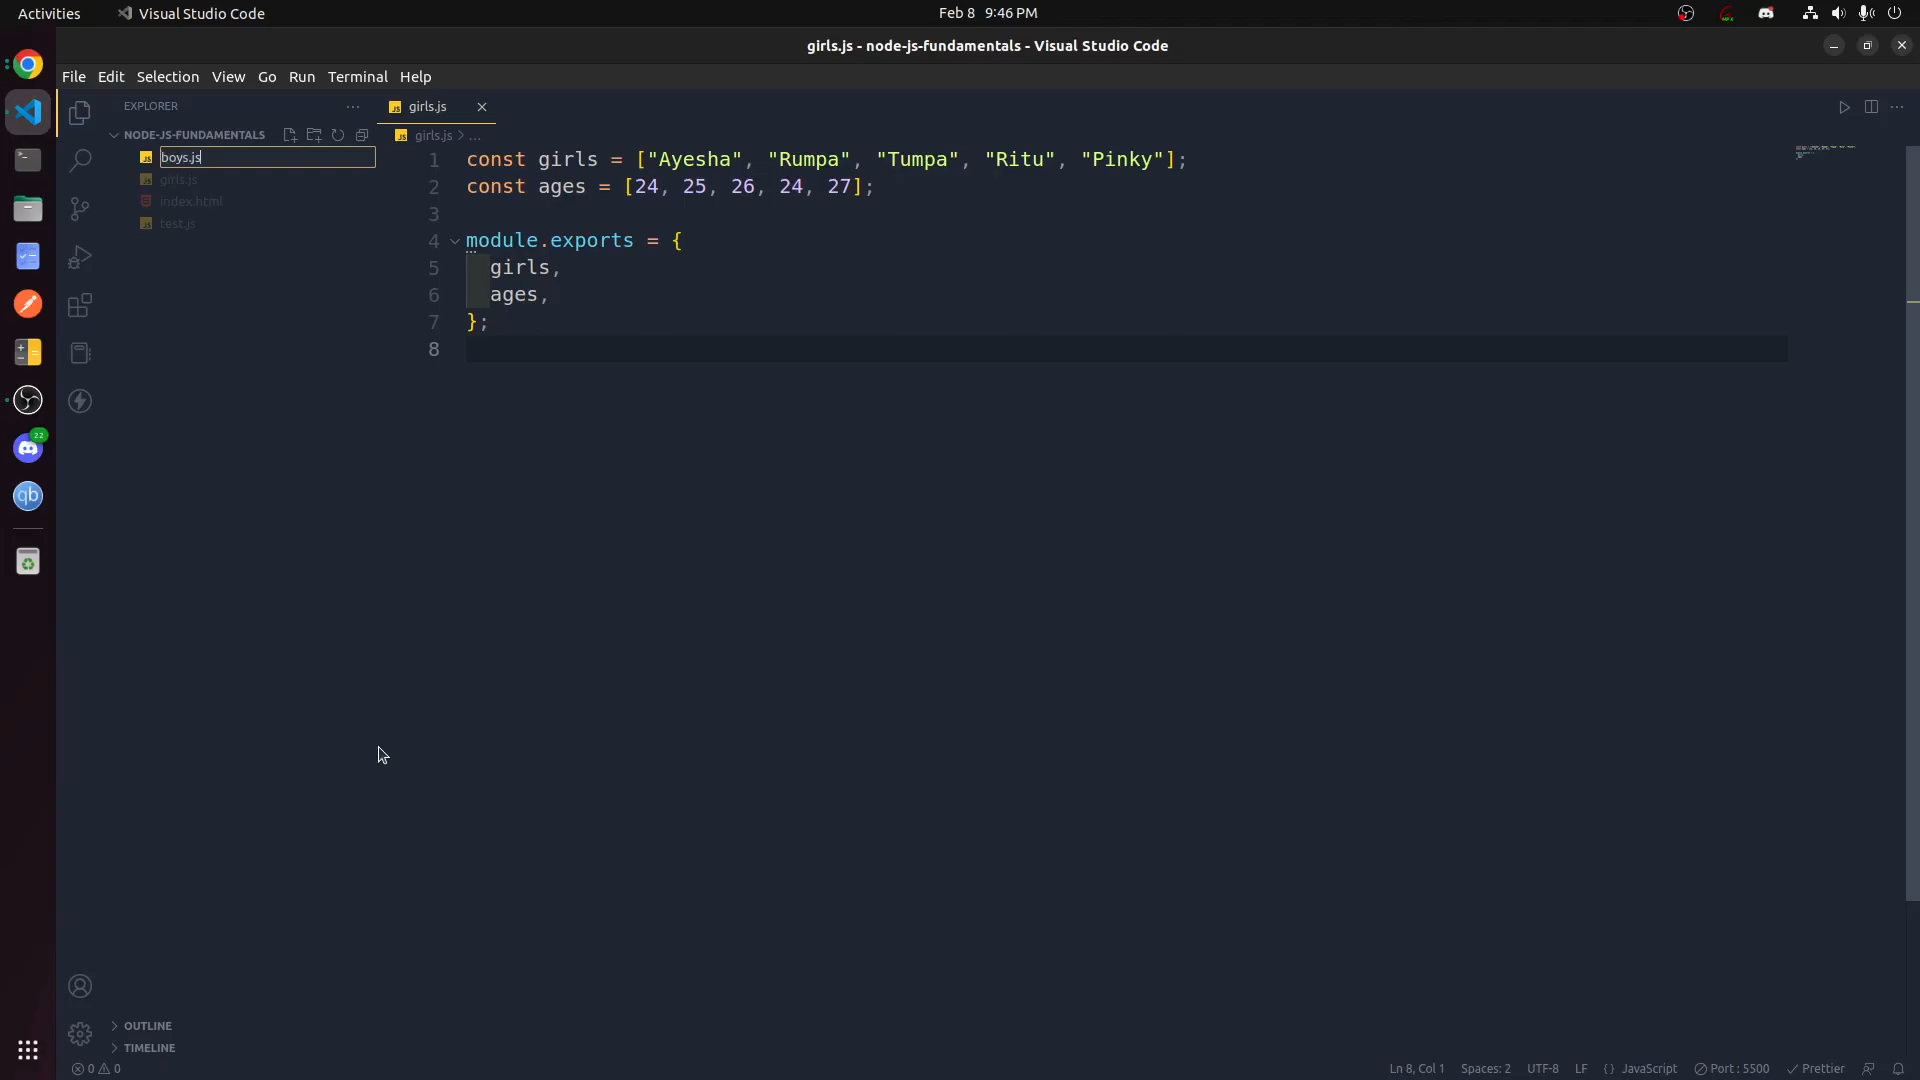 Activities
Visual Studio Code
Feb 8 9:46 PM
girls.js - node-js-fundamentals - Visual Studio Code
File Edit Selection View Go Run Terminal Help
EXPLORER
NODE-JS-FUNDAMENTALS
boys.js
girls.js
index.html
test.js
OUTLINE
TIMELINE
girls.js
girls.js > ...
1 const girls = ["Ayesha", "Rumpa", "Tumpa", "Ritu", "Pinky"];
2 const ages = [24, 25, 26, 24, 27];
3
4 module.exports = {
5 girls,
6 ages,
7 };
8
22
qb
0 0
Ln 8, Col 1 Spaces: 2 UTF-8 LF {} JavaScript Port : 5500 Prettier